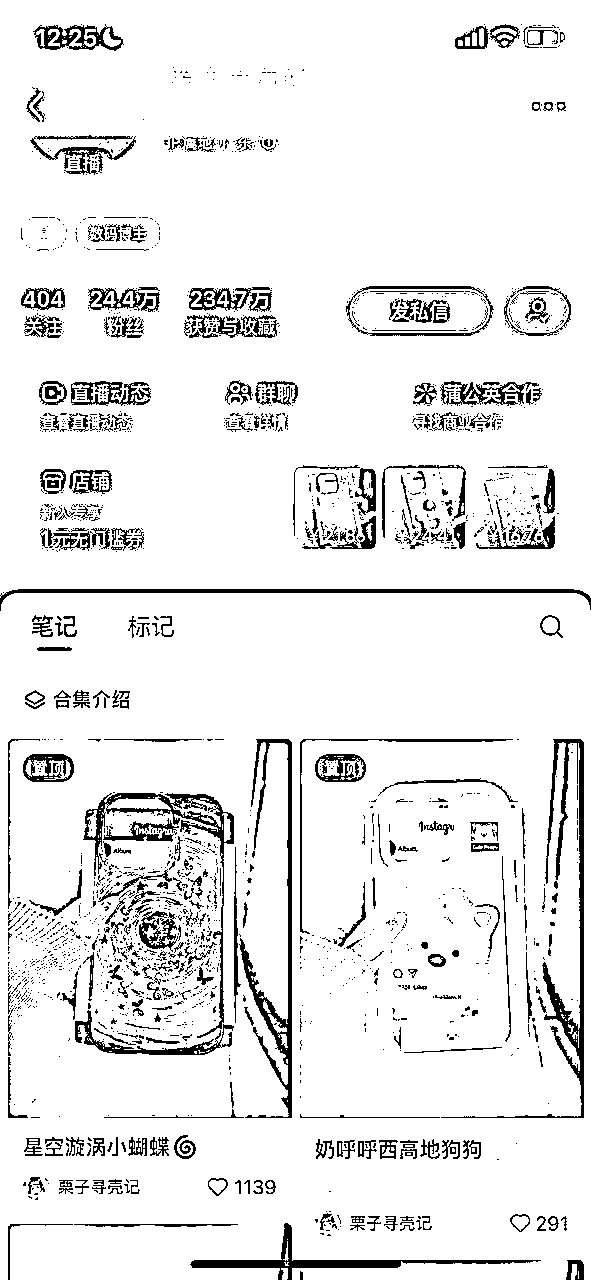 12:25
直播
数码博主
404 24.4万 234.7万
关注 粉丝 获赞与收藏
发私信
直播动态 群聊 蒲公英合作
查看直播动态 查看详情 寻找商业合作
店铺
新人专享
1元无门槛券
笔记 标记
合集介绍
置顶 置顶
Instagr
Album
Instagr
Album
星空漩涡小蝴蝶🌀
奶呼呼西高地狗狗
栗子寻壳记 1139
栗子寻壳记 291